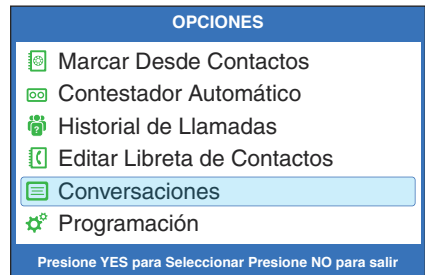 OPCIONES
Marcar Desde Contactos
Contestador Automático
Historial de Llamadas
Editar Libreta de Contactos
Conversaciones
Programación
Presione YES para Seleccionar Presione NO para salir